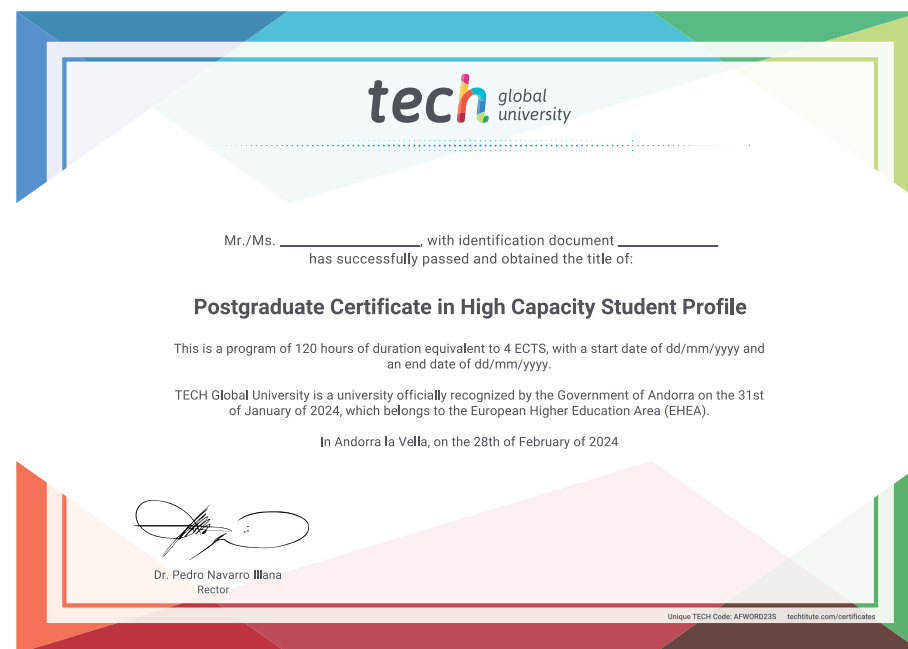 tech global university
Mr./Ms. ____________, with identification document ____________
has successfully passed and obtained the title of:
Postgraduate Certificate in High Capacity Student Profile
This is a program of 120 hours of duration equivalent to 4 ECTS, with a start date of dd/mm/yyyy and
an end date of dd/mm/yyyy.
TECH Global University is a university officially recognized by the Government of Andorra on the 31st
of January of 2024, which belongs to the European Higher Education Area (EHEA).
In Andorra la Vella, on the 28th of February of 2024
Dr. Pedro Navarro Illana
Rector
Unique TECH Code: AFWORD23S techtitute.com/certificates